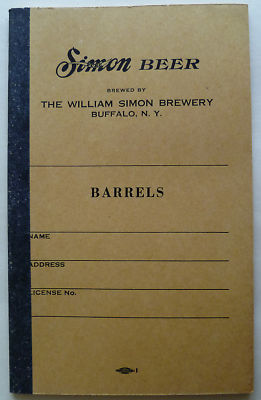 Simon BEER
BREWED BY
THE WILLIAM SIMON BREWERY
BUFFALO, N. Y.
BARRELS
NAME
ADDRESS
LICENSE No.